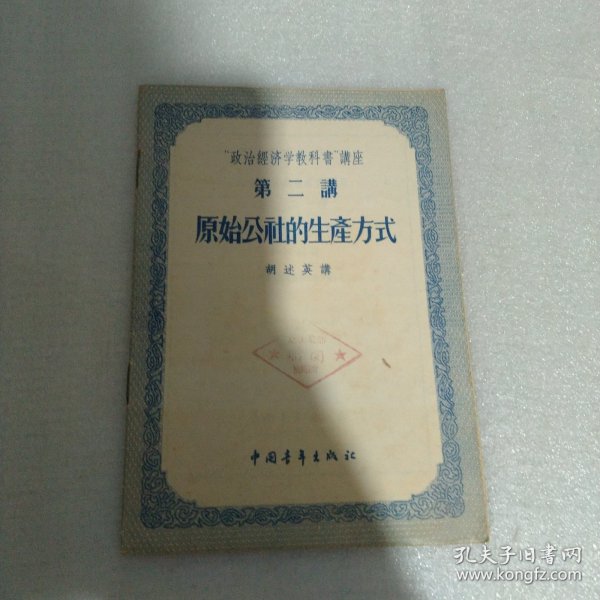 “政治經济学教科書”講座
第二講
原始公社的生產方式
胡述英講
中国青年出版社
孔夫子旧书网
www.kongfz.com